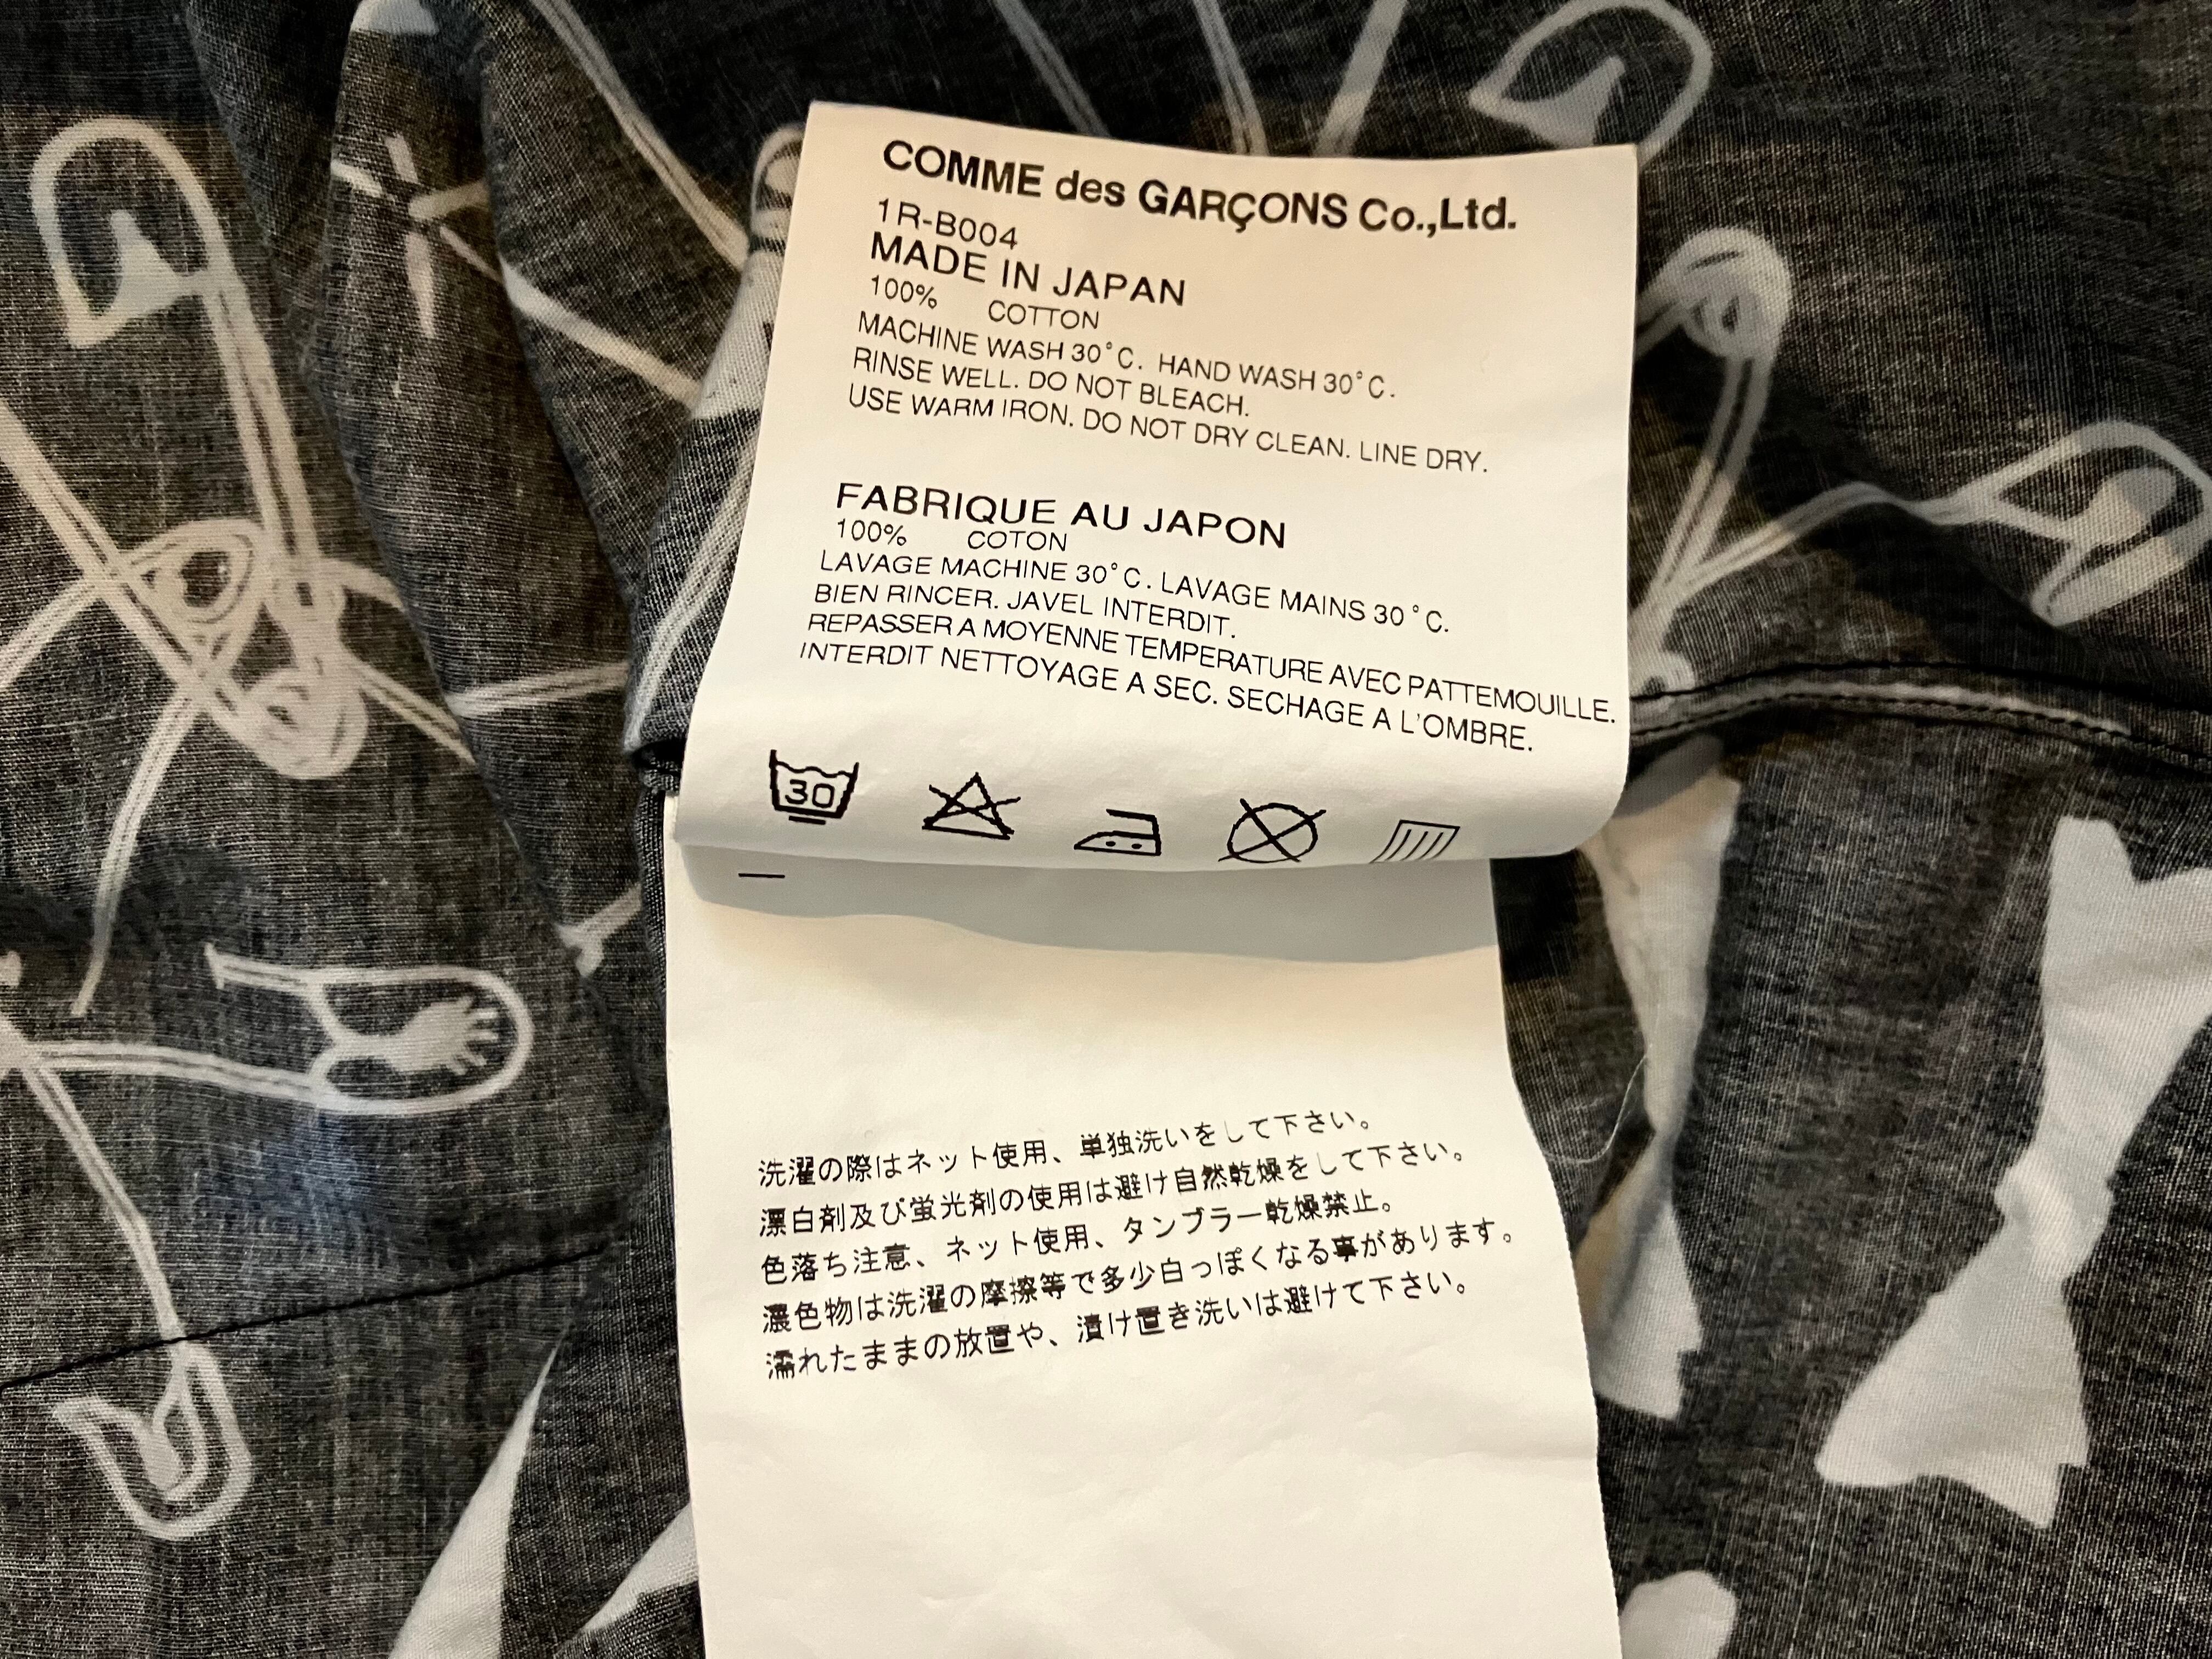 COMME des GARÇONS Co.,Ltd.
1R-B004
MADE IN JAPAN
100% COTTON
MACHINE WASH 30°C. HAND WASH 30°C.
RINSE WELL. DO NOT BLEACH.
USE WARM IRON. DO NOT DRY CLEAN. LINE DRY.
FABRIQUE AU JAPON
100% COTON
LAVAGE MACHINE 30°C. LAVAGE MAINS 30°C.
BIEN RINCER. JAVEL INTERDIT.
REPASSER A MOYENNE TEMPERATURE AVEC PATTEMOUILLE.
INTERDIT NETTOYAGE A SEC. SECHAGE A L'OMBRE.
30
洗濯の際はネット使用、単独洗いをして下さい。
漂白剤及び蛍光剤の使用は避け自然乾燥をして下さい。
色落ち注意、ネット使用、タンブラー乾燥禁止。
濃色物は洗濯の摩擦等で多少白っぽくなる事があります。
濡れたままの放置や、漬け置き洗いは避けて下さい。